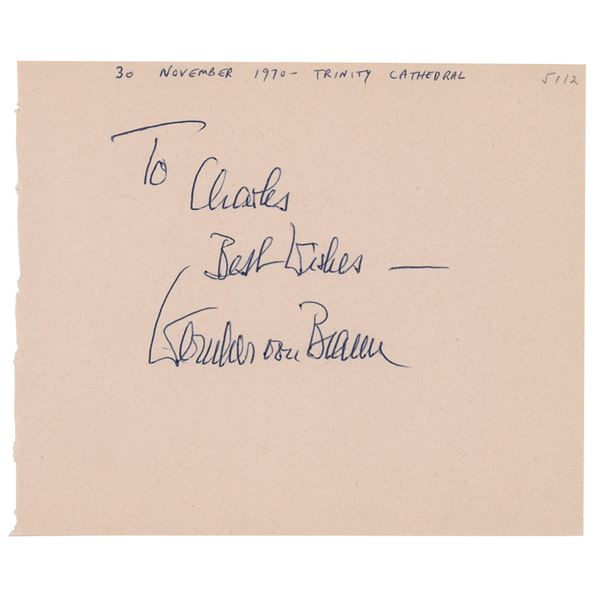 30 NOVEMBER 1970- TRINITY CATHEDRAL 5112
To
Charles
Best Wishes —
Wernher von Braun